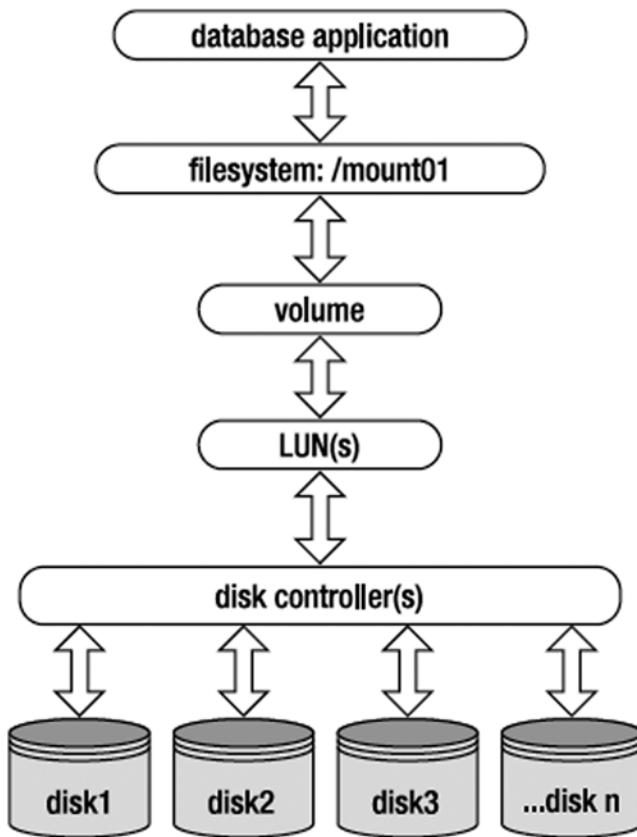 database application
filesystem: /mount01
volume
LUN(s)
disk controller(s)
disk1
disk2
disk3
...disk n